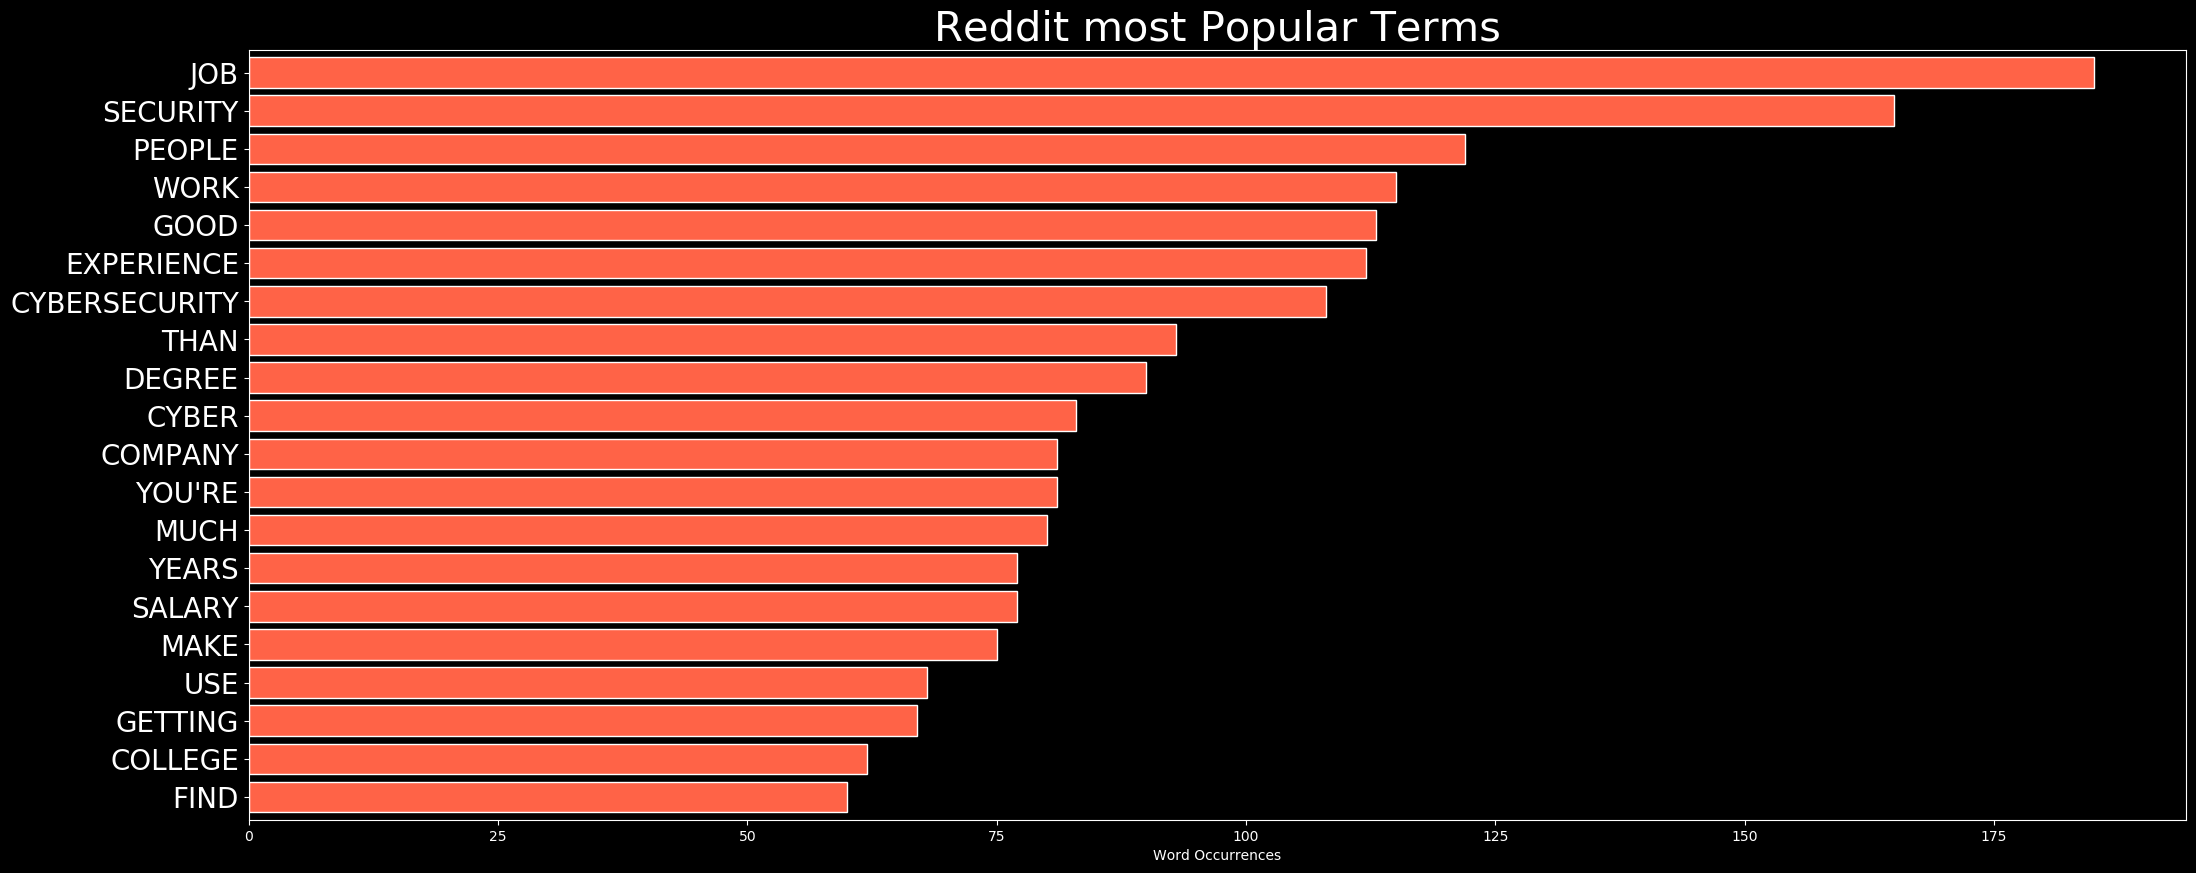 Reddit most Popular Terms
JOB
SECURITY
PEOPLE
WORK
GOOD
EXPERIENCE
CYBERSECURITY
THAN
DEGREE
CYBER
COMPANY
YOU'RE
MUCH
YEARS
SALARY
MAKE
USE
GETTING
COLLEGE
FIND
0 25 50 75 100 125 150 175
Word Occurrences